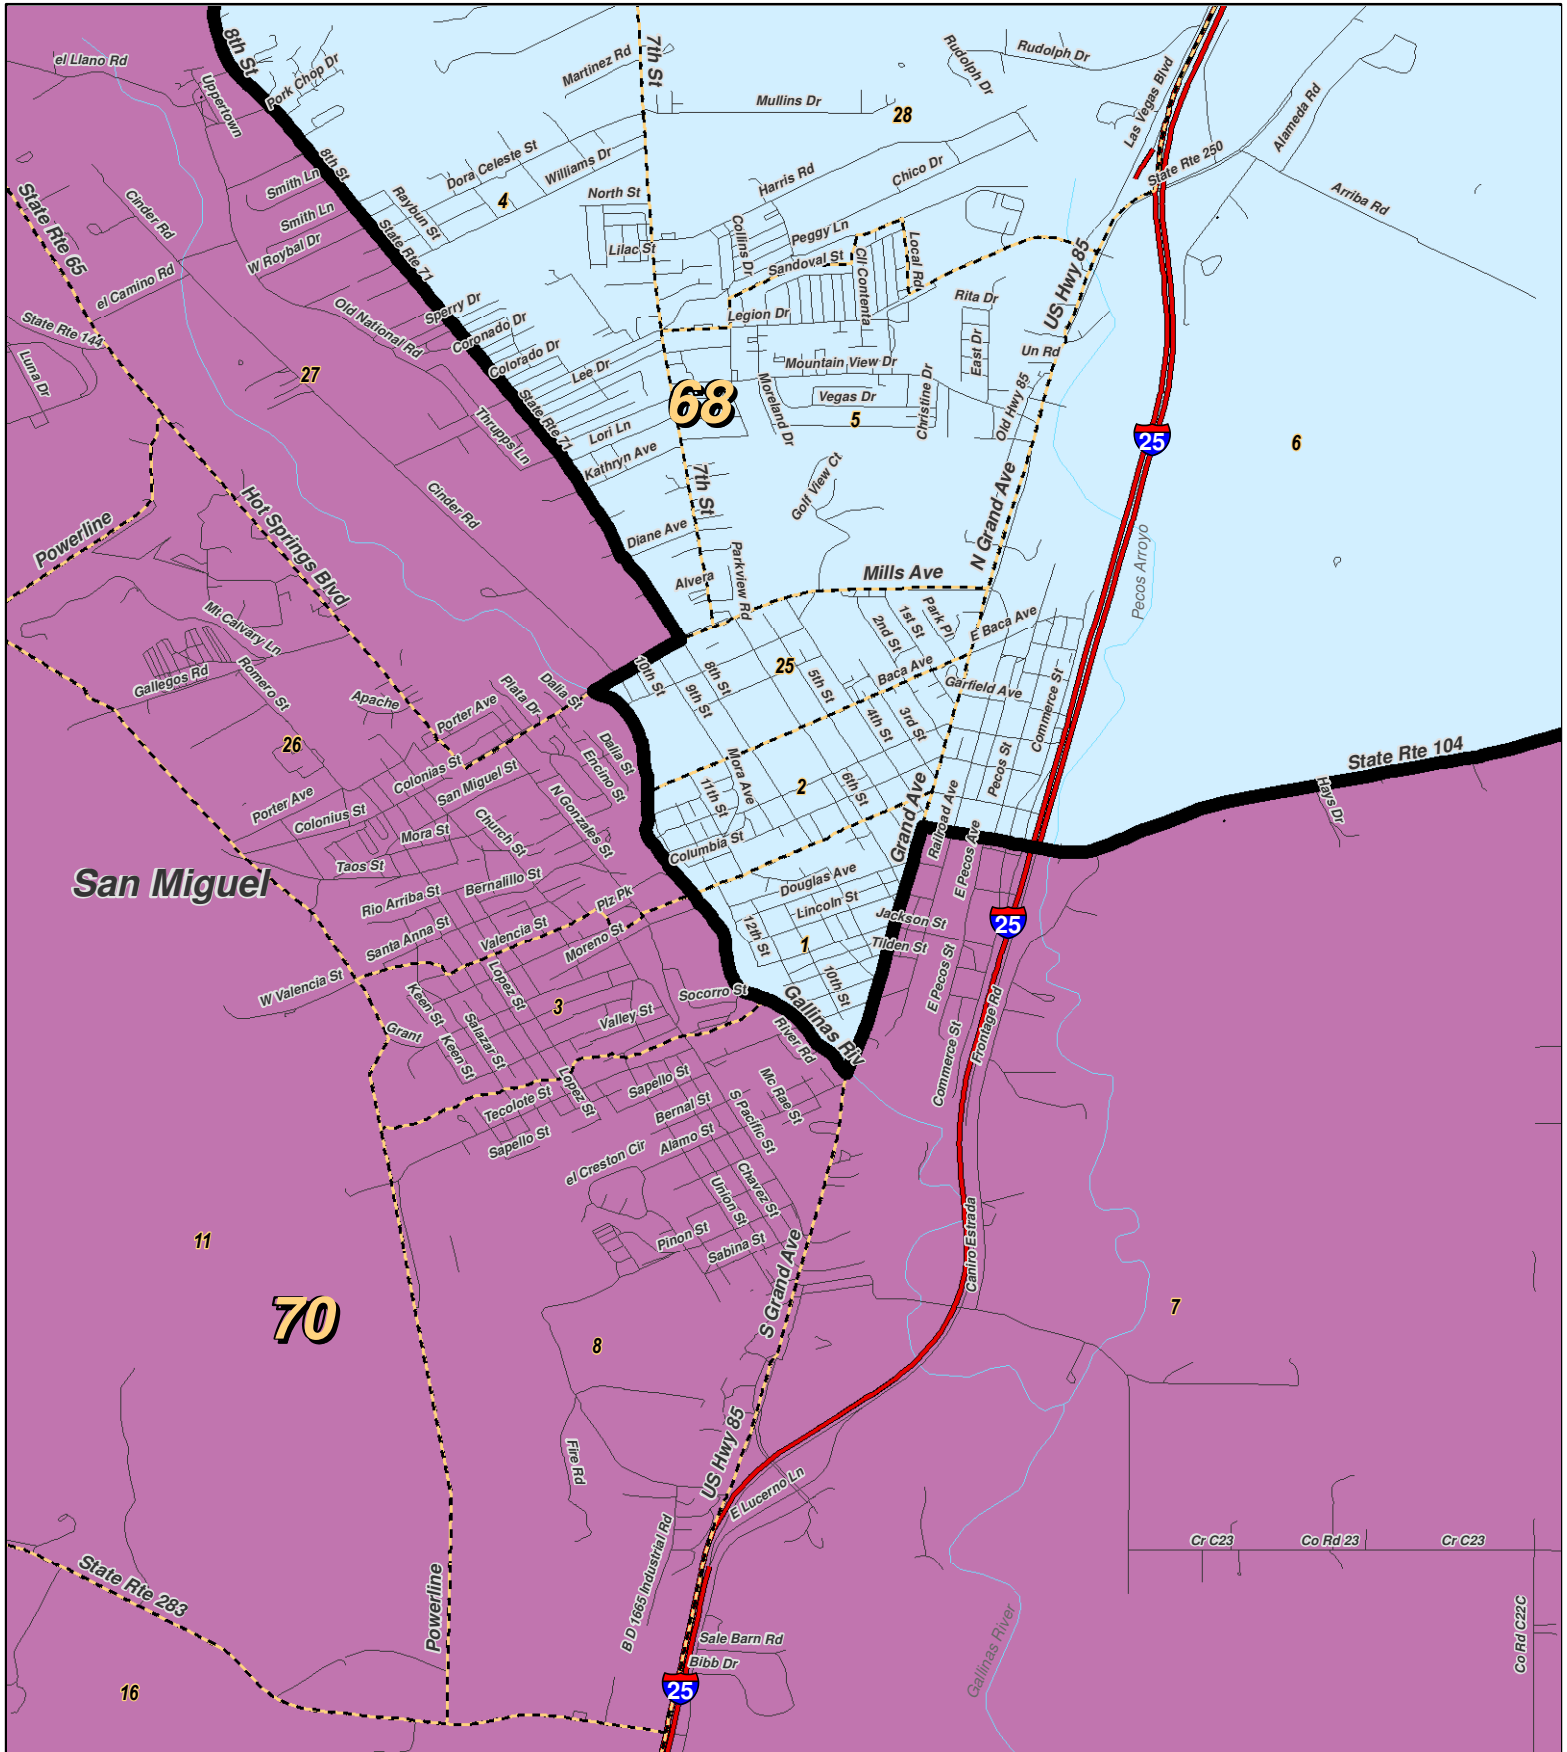 8th St
7th St
el Llano Rd
Uppertown
Pork Chop Dr
Martinez Rd
Rudolph Dr
Rudolph Dr
Las Vegas Blvd
Mullins Dr
28
Alameda Rd
8th St
Dora Celeste St
Williams Dr
State Rte 250
Smith Ln
Smith Ln
Raybun St
4
North St
Harris Rd
Chico Dr
Arriba Rd
State Rte 65
Cinder Rd
W Roybal Dr
State Rte 71
Lilac St
Collins Dr
Peggy Ln
Sandoval St
Cll Contenta
Local Rd
US Hwy 85
el Camino Rd
State Rte 144
Luna Dr
Old National Rd
Sperry Dr
Coronado Dr
Colorado Dr
Legion Dr
Rita Dr
East Dr
Un Rd
27
Lee Dr
68
Mountain View Dr
Moreland Dr
Vegas Dr
5
Christine Dr
Old Hwy 85
25
6
Thrupps Ln
State Rte 71
Lori Ln
Kathryn Ave
7th St
Golf View Ct
N Grand Ave
Powerline
Hot Springs Blvd
Cinder Rd
Diane Ave
Alvera
Parkview Rd
Mills Ave
Pecos Arroyo
Mt Calvary Ln
Gallegos Rd
Romero St
Apache
Porter Ave
Plata Dr
Dalia St
10th St
9th St
8th St
25
5th St
2nd St
1st St
Park Pl
E Baca Ave
Baca Ave
Garfield Ave
4th St
3rd St
Commerce St
26
Dalia St
Encino St
Porter Ave
Colonias St
San Miguel St
Colonius St
Mora St
Church St
N Gonzales St
Mora Ave
11th St
2
6th St
Pecos St
State Rte 104
Hays Dr
Grand Ave
Railroad Ave
E Pecos Ave
Columbia St
San Miguel
Taos St
Rio Arriba St
Bernalillo St
Plz Pk
Douglas Ave
Lincoln St
Jackson St
Tilden St
25
Santa Anna St
Valencia St
Moreno St
12th St
1
10th St
W Valencia St
Lopez St
3
Keen St
Keen St
Salazar St
Grant
Valley St
Socorro St
Gallinas Riv
River Rd
E Pecos St
Commerce St
Frontage Rd
Tecolote St
Lopez St
Sapello St
Sapello St
Bernal St
Alamo St
S Pacific St
Mc Rae St
el Creston Cir
Chavez St
Union St
Pinon St
Sabina St
11
70
8
S Grand Ave
Caniro Estrada
7
US Hwy 85
Fire Rd
E Lucerno Ln
B D 1665 Industrial Rd
Cr C23
Co Rd 23
Cr C23
State Rte 283
Powerline
Sale Barn Rd
Bibb Dr
25
Gallinas River
Co Rd C22C
16